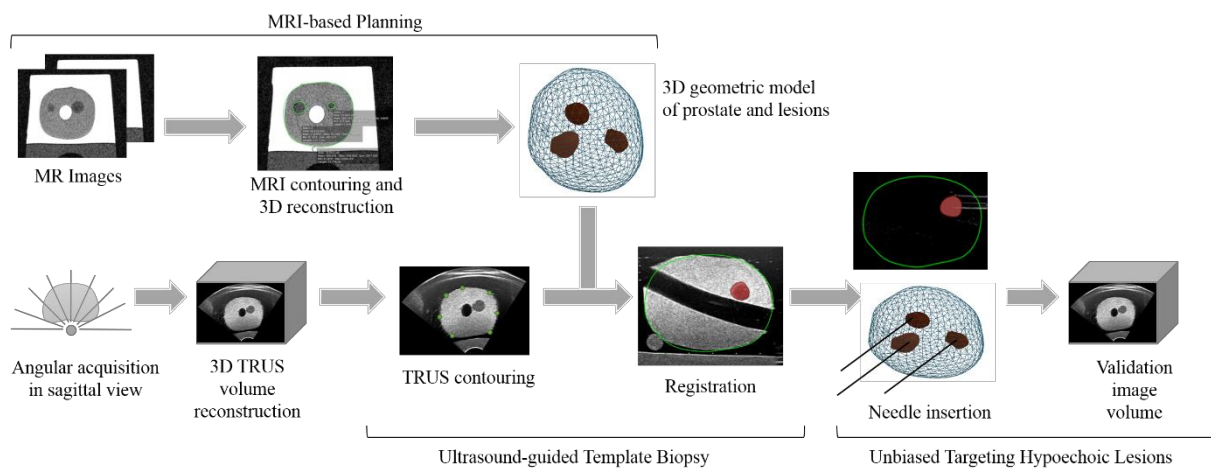 MRI-based Planning
MR Images
MRI contouring and
3D reconstruction
3D geometric model
of prostate and lesions
Angular acquisition
in sagittal view
3D TRUS
volume
reconstruction
TRUS contouring
Registration
Needle insertion
Validation
image
volume
Ultrasound-guided Template Biopsy
Unbiased Targeting Hypoechoic Lesions